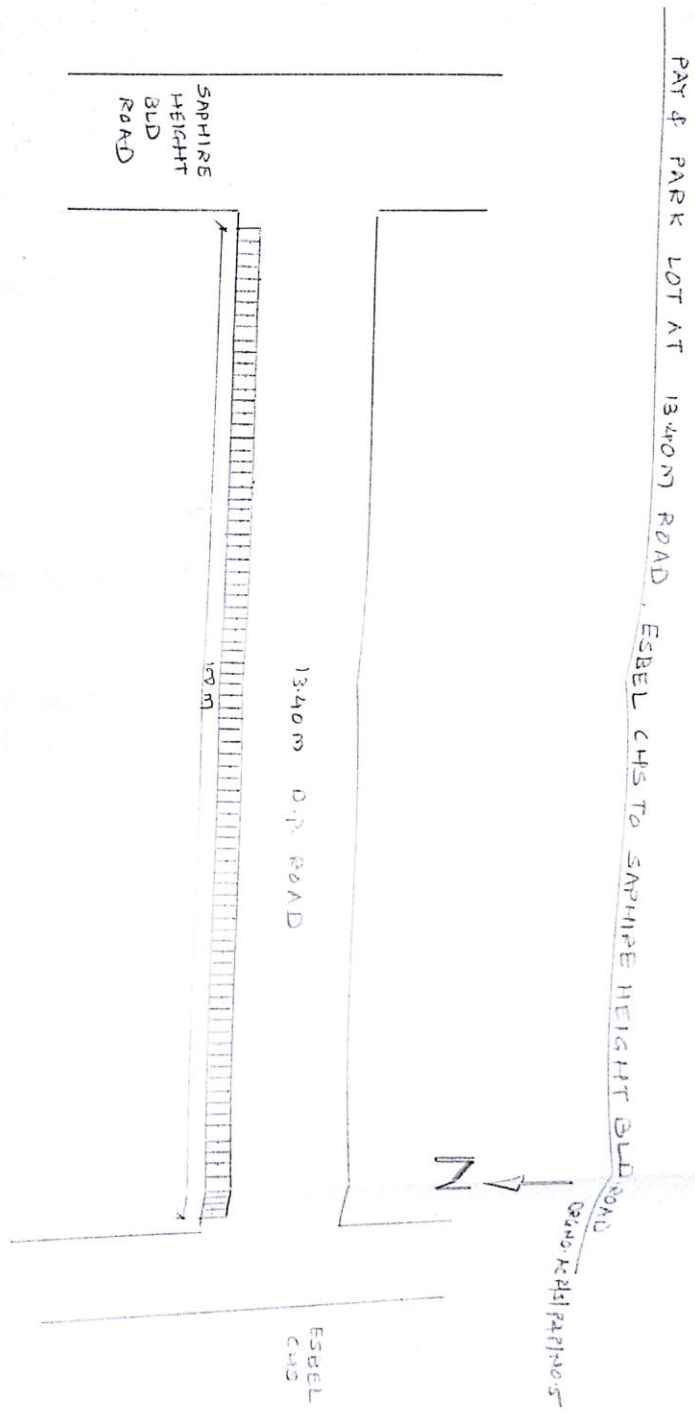 PAY & PARK LOT AT 13.40M ROAD, ESBEL CHS TO SAPHIRE HEIGHT BLD ROAD
SAPHIRE
HEIGHT
BLD
ROAD
13.40M D.P. ROAD
N
ESBEL
CHS